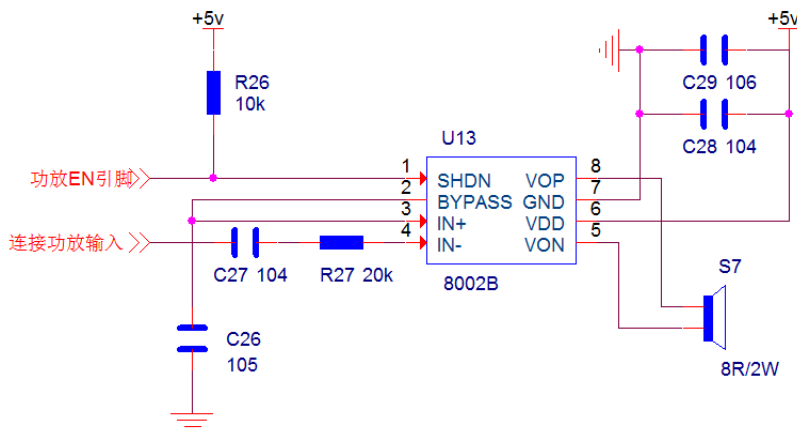 +5v
+5v
R26
10k
C29 106
C28 104
U13
功放EN引脚
1
SHDN
VOP
8
2
BYPASS
GND
7
3
IN+
VDD
6
连接功放输入
4
IN-
VON
5
C27 104
R27 20k
8002B
S7
C26
105
8R/2W